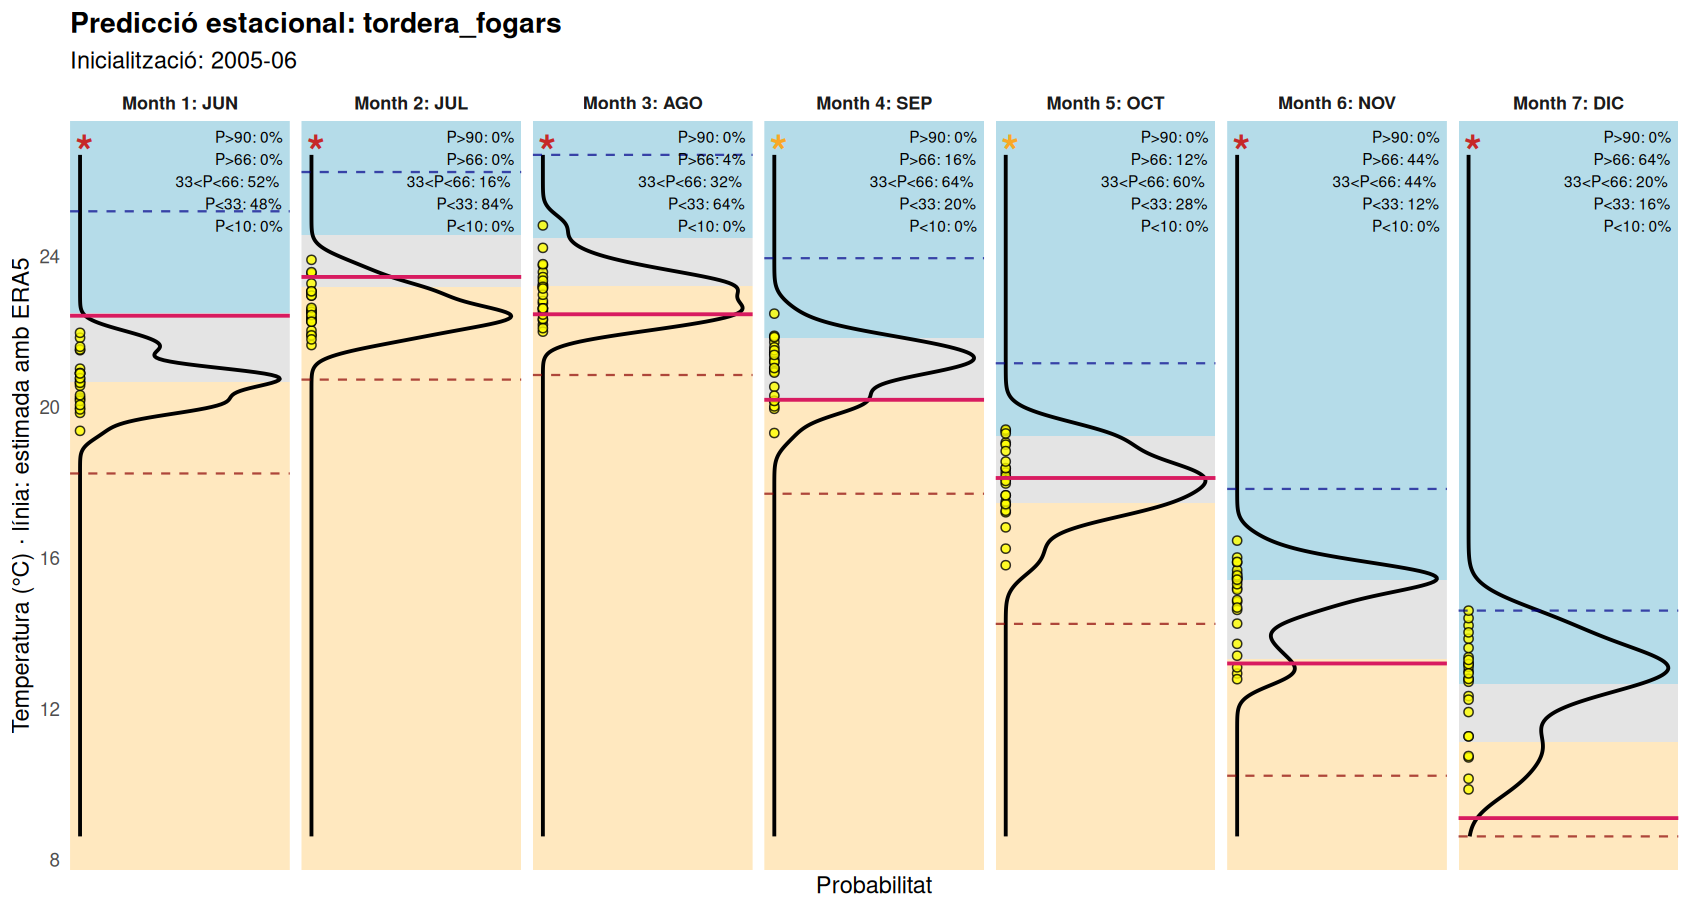 Predicció estacional: tordera_fogars
Inicialització: 2005-06
Month 1: JUN
Month 2: JUL
Month 3: AGO
Month 4: SEP
Month 5: OCT
Month 6: NOV
Month 7: DIC
*
P>90: 0%
P>66: 0%
33<P<66: 52%
P<33: 48%
P<10: 0%
*
P>90: 0%
P>66: 0%
33<P<66: 16%
P<33: 84%
P<10: 0%
*
P>90: 0%
P>66: 4%
33<P<66: 32%
P<33: 64%
P<10: 0%
*
P>90: 0%
P>66: 16%
33<P<66: 64%
P<33: 20%
P<10: 0%
*
P>90: 0%
P>66: 12%
33<P<66: 60%
P<33: 28%
P<10: 0%
*
P>90: 0%
P>66: 44%
33<P<66: 44%
P<33: 12%
P<10: 0%
*
P>90: 0%
P>66: 64%
33<P<66: 20%
P<33: 16%
P<10: 0%
Temperatura (°C) · línia: estimada amb ERA5
24
20
16
12
8
Probabilitat